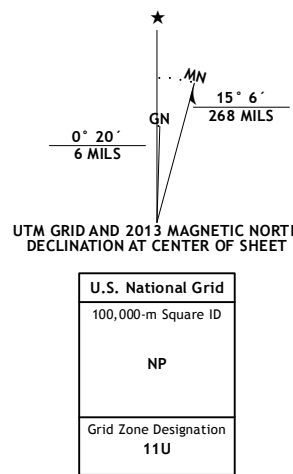 MN
GN
15° 6´
268 MILS
0° 20´
6 MILS
UTM GRID AND 2013 MAGNETIC NORTH
DECLINATION AT CENTER OF SHEET
U.S. National Grid
100,000-m Square ID
NP
Grid Zone Designation
11U